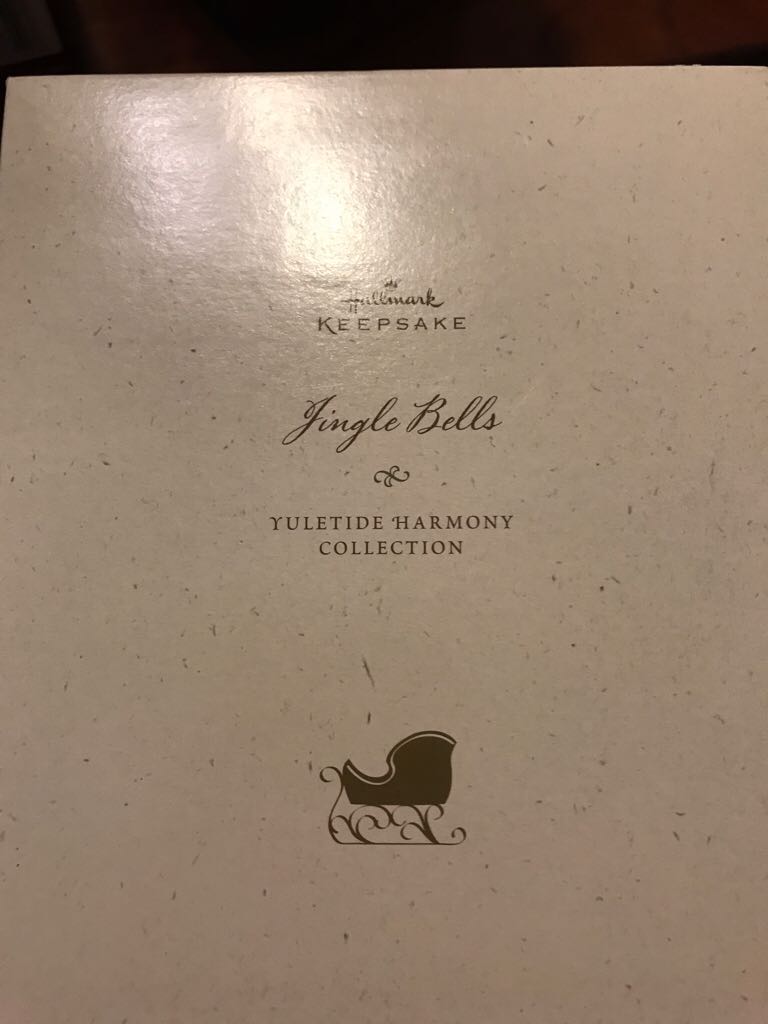 Hallmark
KEEPSAKE
Jingle Bells
YULETIDE HARMONY
COLLECTION